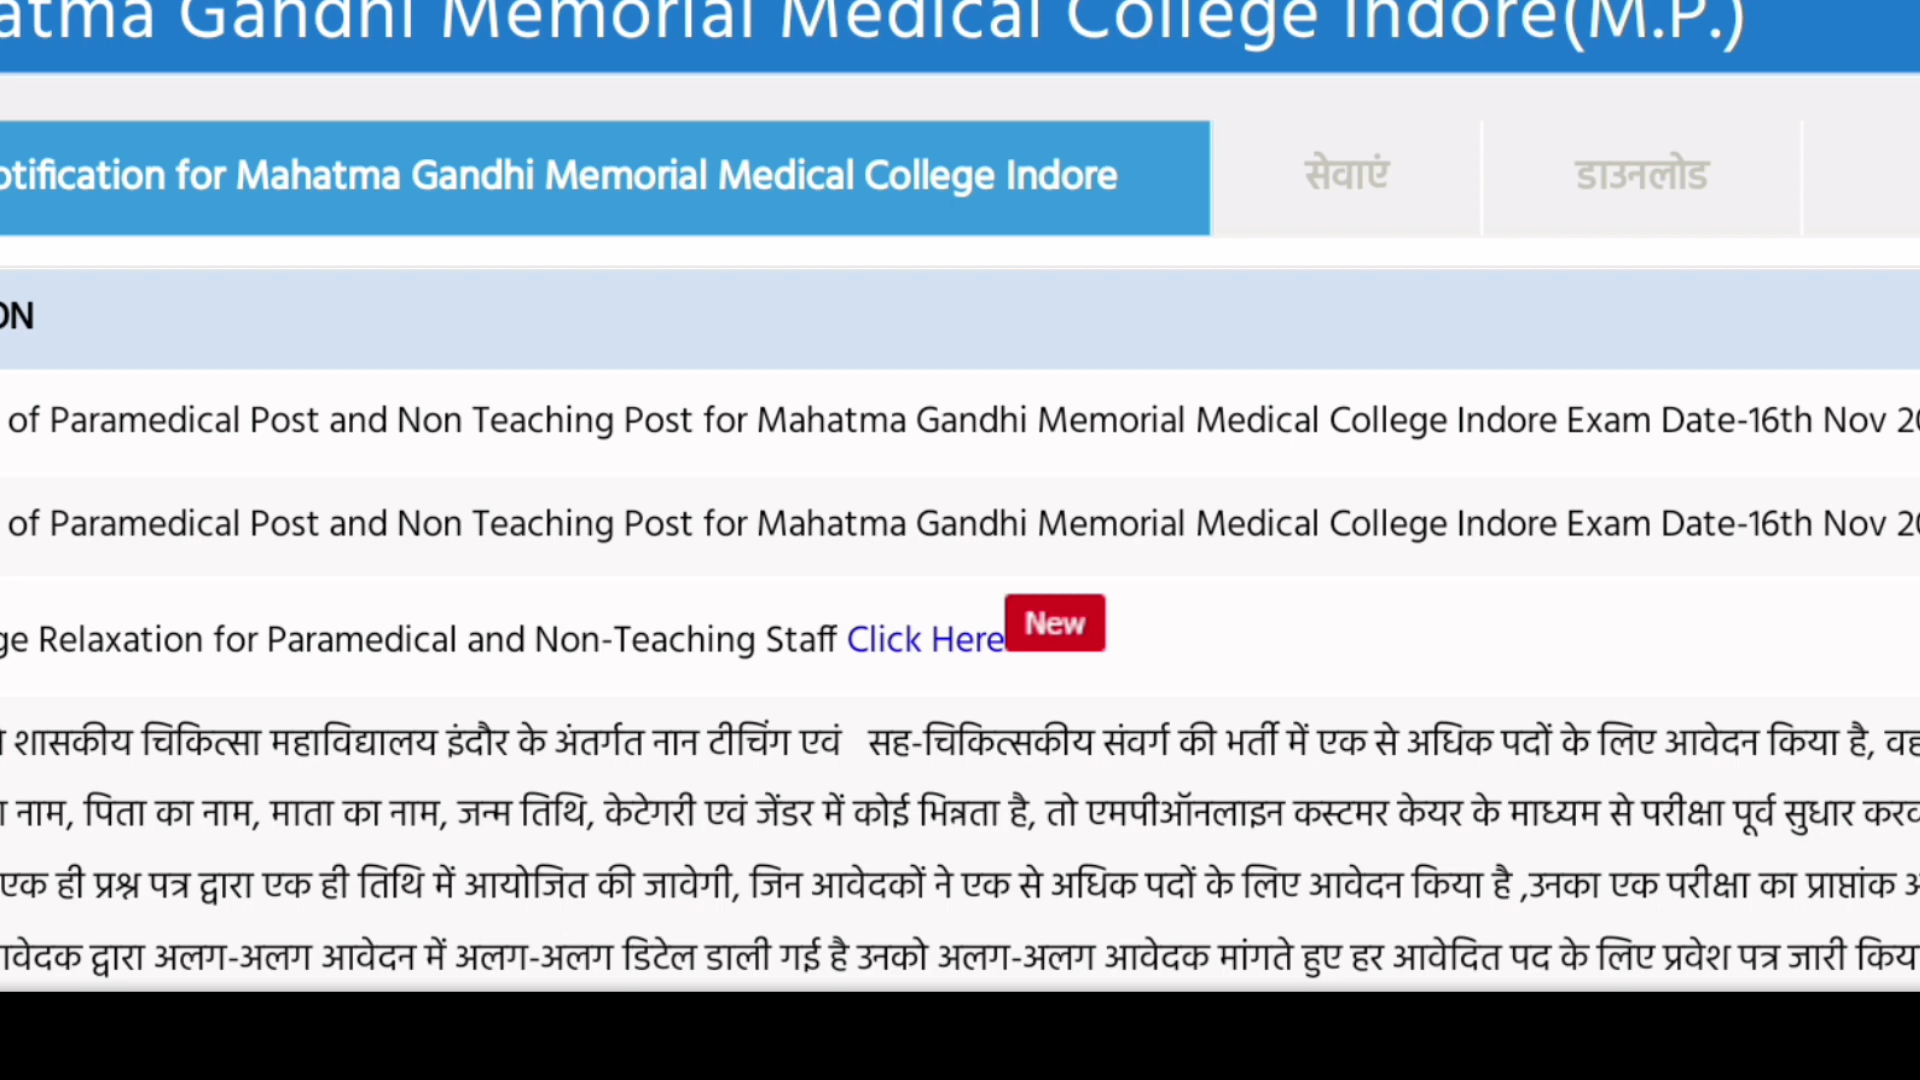 atma Gandhi Memorial Medical College Indore(M.P.)
otification for Mahatma Gandhi Memorial Medical College Indore
सेवाएं
डाउनलोड
ON
of Paramedical Post and Non Teaching Post for Mahatma Gandhi Memorial Medical College Indore Exam Date-16th Nov 20
of Paramedical Post and Non Teaching Post for Mahatma Gandhi Memorial Medical College Indore Exam Date-16th Nov 20
ge Relaxation for Paramedical and Non-Teaching Staff Click Here New
शासकीय चिकित्सा महाविद्यालय इंदौर के अंतर्गत नान टीचिंग एवं सह-चिकित्सकीय संवर्ग की भर्ती में एक से अधिक पदों के लिए आवेदन किया है, वह
नाम, पिता का नाम, माता का नाम, जन्म तिथि, केटेगरी एवं जेंडर में कोई भिन्नता है, तो एमपीऑनलाइन कस्टमर केयर के माध्यम से परीक्षा पूर्व सुधार
एक ही प्रश्न पत्र द्वारा एक ही तिथि में आयोजित की जावेगी, जिन आवेदकों ने एक से अधिक पदों के लिए आवेदन किया है ,उनका एक परीक्षा का प्राप्तांक
वेदक द्वारा अलग-अलग आवेदन में अलग-अलग डिटेल डाली गई है उनको अलग-अलग आवेदक मांगते हुए हर आवेदित पद के लिए प्रवेश पत्र जारी किय